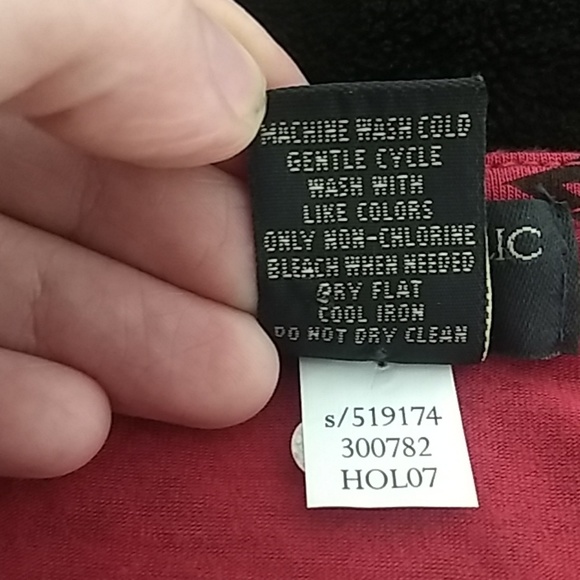 MACHINE WASH COLD
GENTLE CYCLE
WASH WITH
LIKE COLORS
ONLY NON-CHLORINE
BLEACH WHEN NEEDED
DRY FLAT
COOL IRON
DO NOT DRY CLEAN
IC
s/519174
300782
HOL07